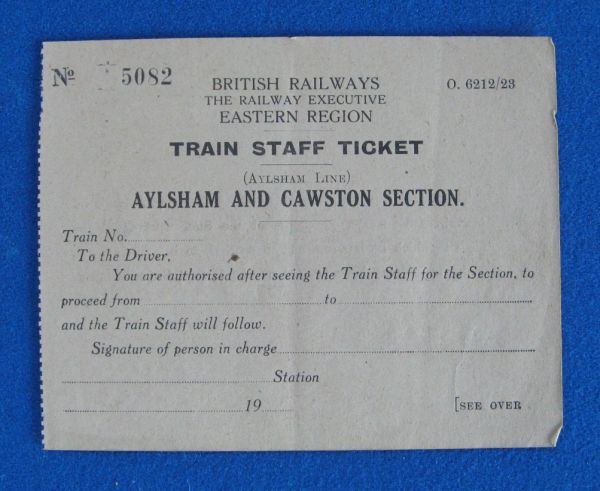 Nº 5082
BRITISH RAILWAYS
O. 6212/23
THE RAILWAY EXECUTIVE
EASTERN REGION
TRAIN STAFF TICKET
(AYLSHAM LINE)
AYLSHAM AND CAWSTON SECTION.
Train No.
To the Driver,
You are authorised after seeing the Train Staff for the Section, to
proceed from to
and the Train Staff will follow.
Signature of person in charge
Station
19
[SEE OVER